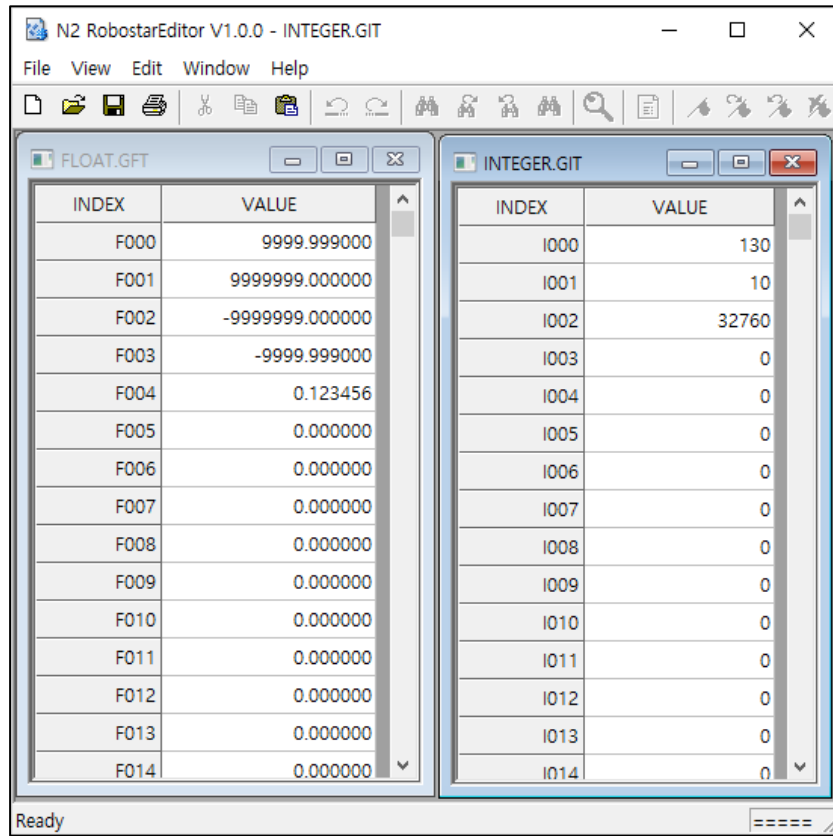 N2 RobostarEditor V1.0.0 - INTEGER.GIT
File View Edit Window Help
FLOAT.GFT
INDEX VALUE
F000 9999.999000
F001 9999999.000000
F002 -9999999.000000
F003 -9999.999000
F004 0.123456
F005 0.000000
F006 0.000000
F007 0.000000
F008 0.000000
F009 0.000000
F010 0.000000
F011 0.000000
F012 0.000000
F013 0.000000
F014 0.000000
INTEGER.GIT
INDEX VALUE
I000 130
I001 10
I002 32760
I003 0
I004 0
I005 0
I006 0
I007 0
I008 0
I009 0
I010 0
I011 0
I012 0
I013 0
I014 0
Ready =====